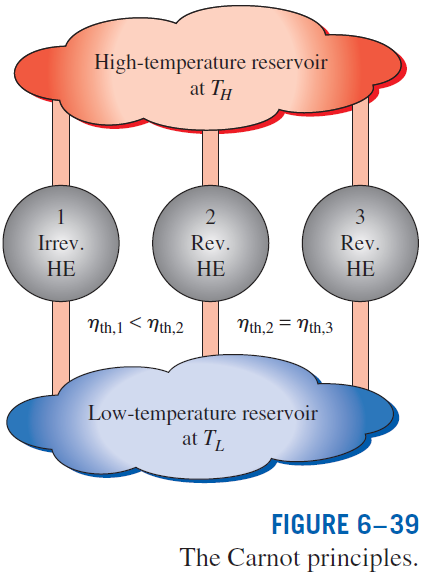 High-temperature reservoir
at T_H
1
Irrev.
HE
2
Rev.
HE
3
Rev.
HE
η_th,1 < η_th,2
η_th,2 = η_th,3
Low-temperature reservoir
at T_L
FIGURE 6–39
The Carnot principles.